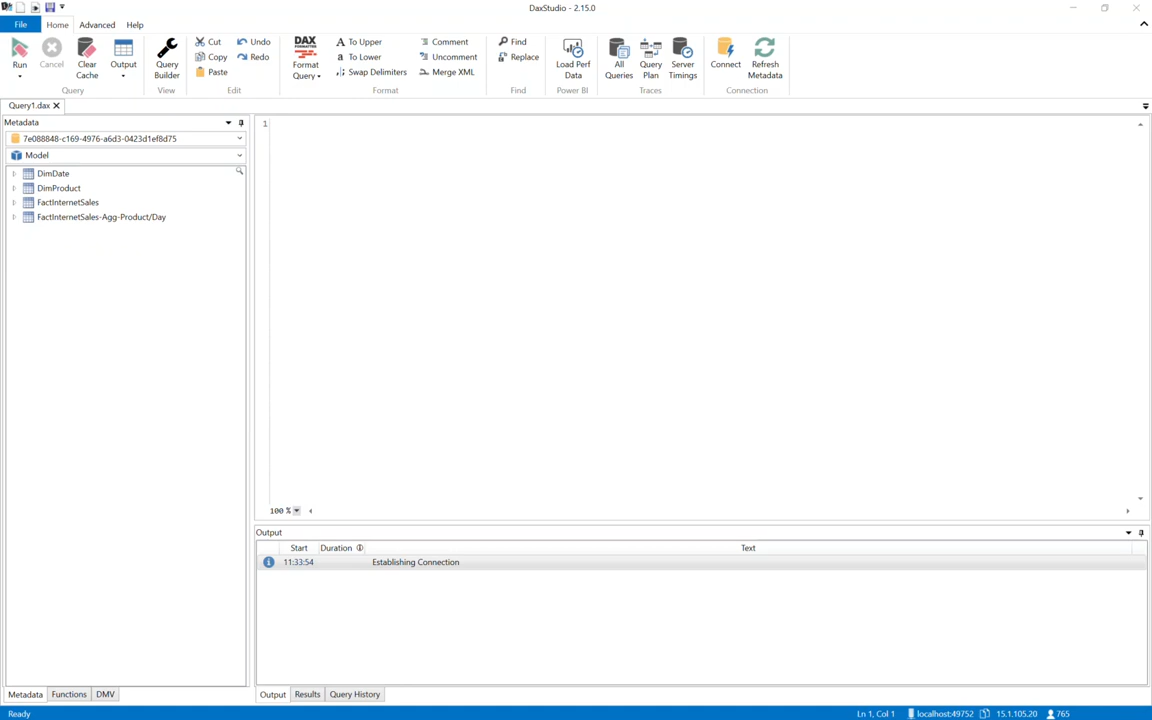 DaxStudio - 2.15.0
File Home Advanced Help
Run
Cancel
Clear Cache
Output
Query
Query Builder
View
Cut
Copy
Paste
Undo
Redo
Edit
DAX
FORMATTER
Format Query
A To Upper
a To Lower
Swap Delimiters
Comment
Uncomment
Merge XML
Format
Find
Replace
Find
Load Perf Data
Power BI
All Queries
Query Plan
Server Timings
Traces
Connect
Refresh Metadata
Connection
Query1.dax
Metadata
7e088848-c169-4976-a6d3-0423d1ef8d75
Model
DimDate
DimProduct
FactInternetSales
FactInternetSales-Agg-Product/Day
1
100 %
Output
Start Duration Text
11:33:54 Establishing Connection
Metadata Functions DMV
Output Results Query History
Ready
Ln 1, Col 1 localhost:49752 15.1.105.20 765